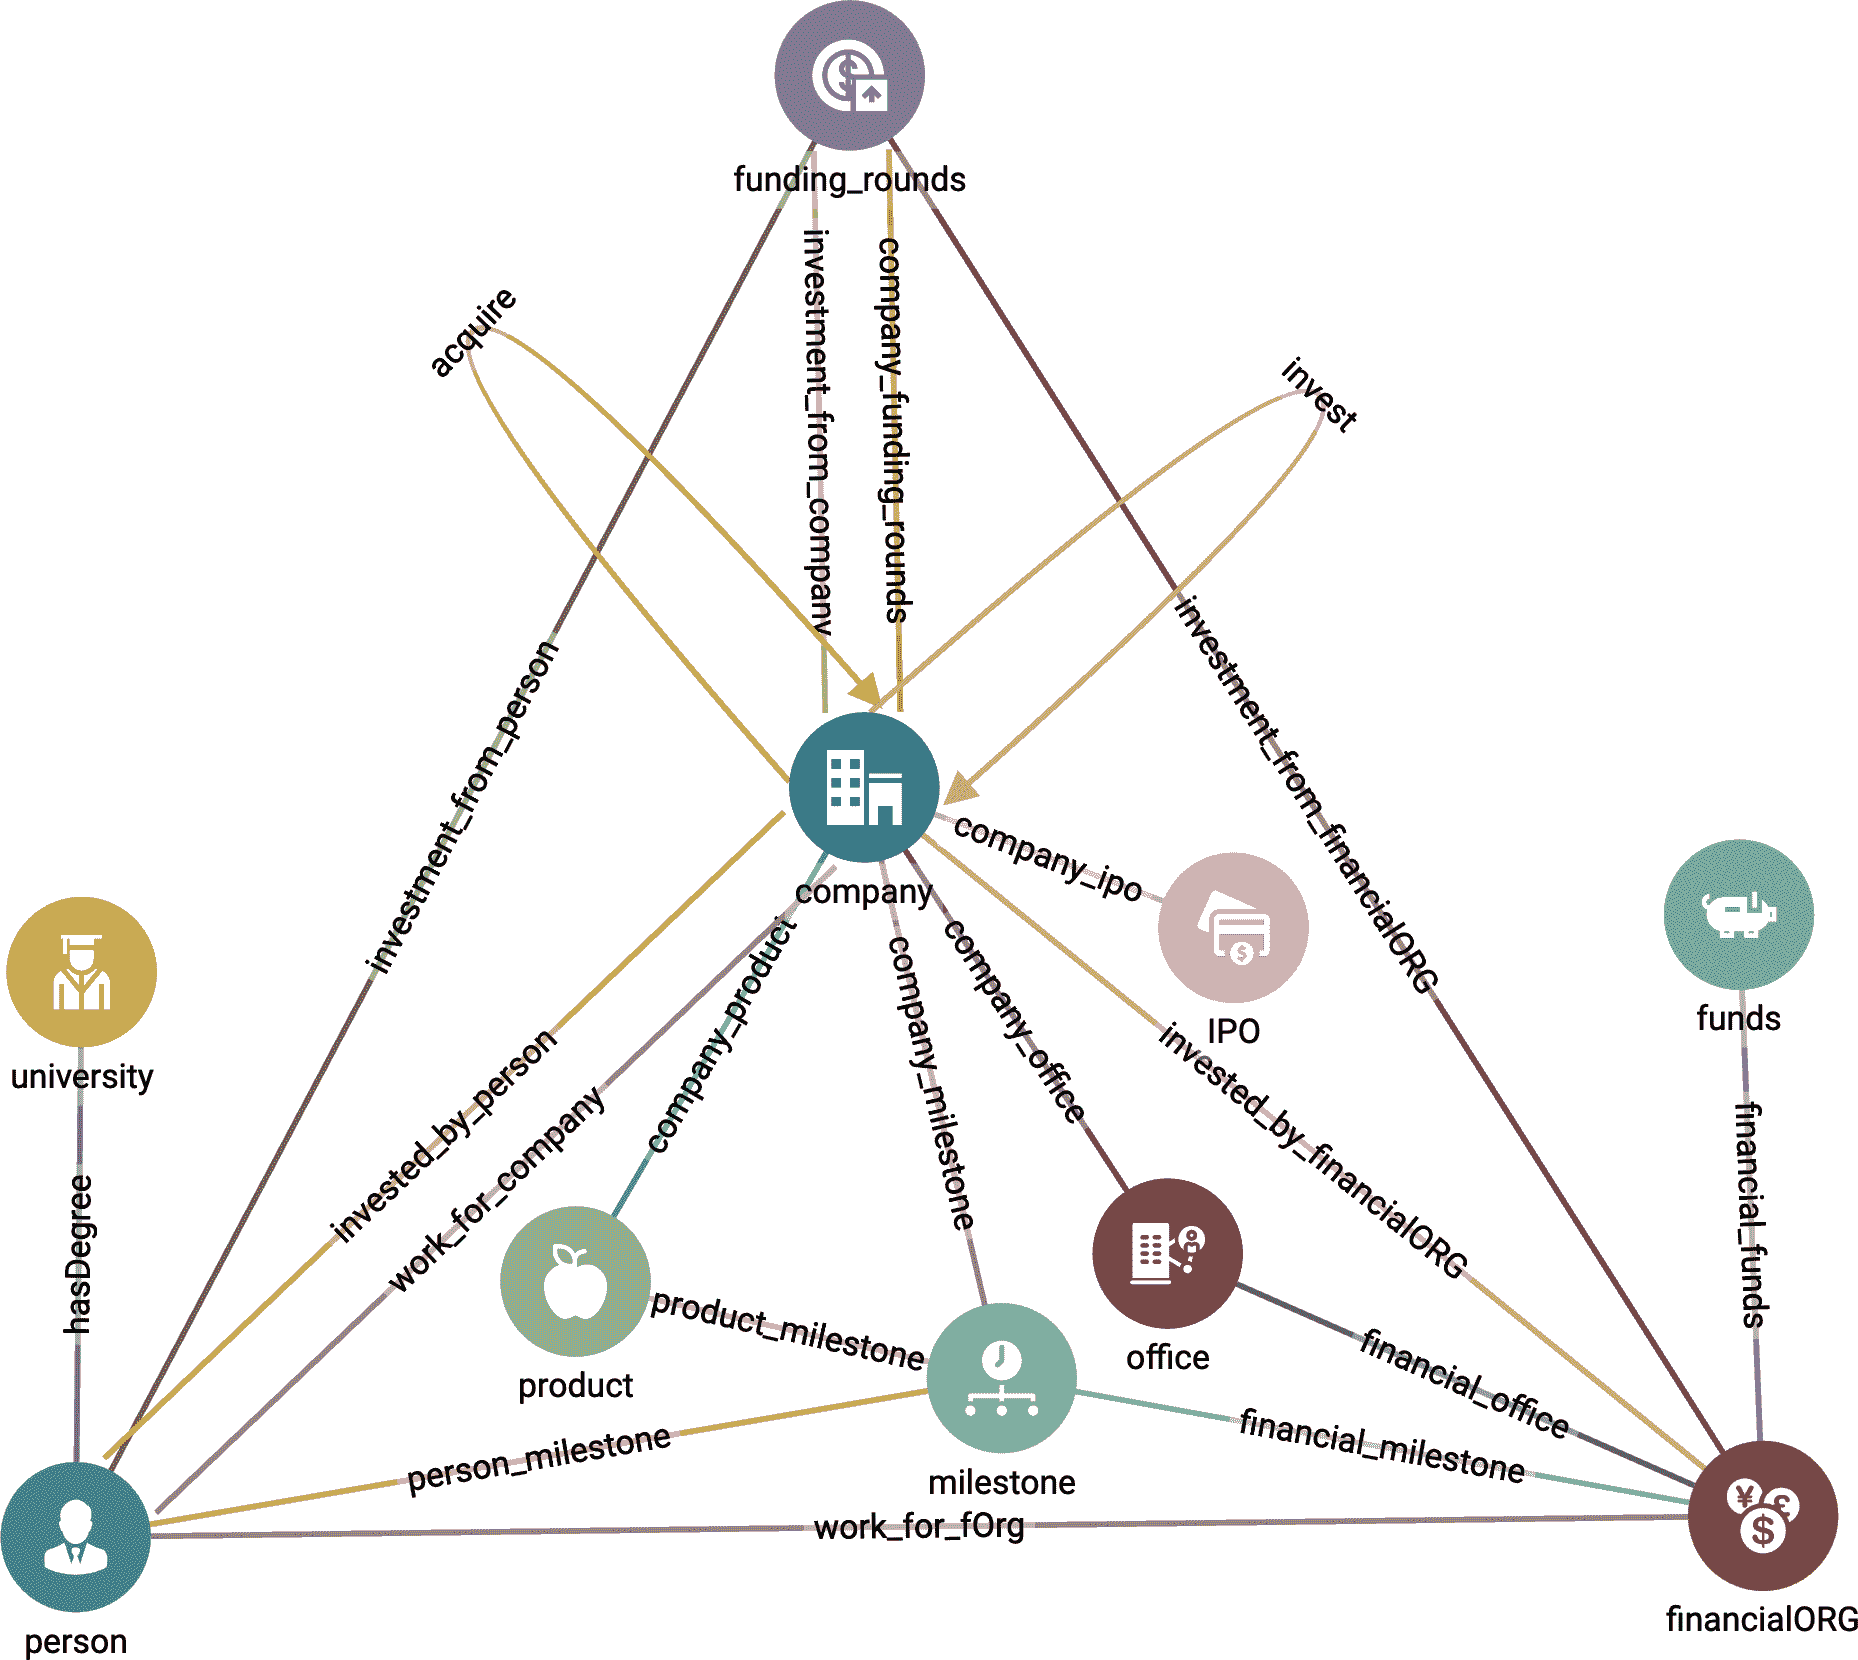 funding_rounds
acquire
investment_from_company
company_funding_rounds
invest
investment_from_person
investment_from_financialORG
company
company_ipo
IPO
funds
university
invested_by_person
work_for_company
company_product
company_milestone
company_office
invested_by_financialORG
financial_funds
hasDegree
product
product_milestone
office
financial_office
person_milestone
milestone
financial_milestone
work_for_fOrg
¥
£
$
person
financialORG